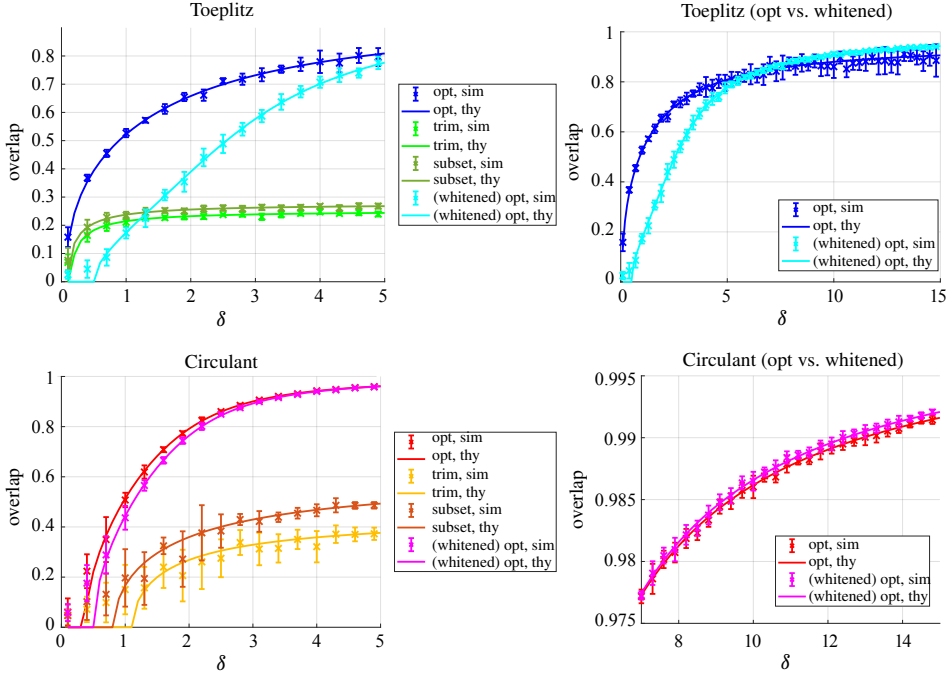 Toeplitz
0.8
0.7
0.6
0.5
0.4
0.3
0.2
0.1
0
overlap
0
1
2
3
4
5
δ
opt, sim
opt, thy
trim, sim
trim, thy
subset, sim
subset, thy
(whitened) opt, sim
(whitened) opt, thy
Toeplitz (opt vs. whitened)
1
0.8
0.6
0.4
0.2
0
overlap
0
5
10
15
δ
opt, sim
opt, thy
(whitened) opt, sim
(whitened) opt, thy
Circulant
1
0.8
0.6
0.4
0.2
0
overlap
0
1
2
3
4
5
δ
opt, sim
opt, thy
trim, sim
trim, thy
subset, sim
subset, thy
(whitened) opt, sim
(whitened) opt, thy
Circulant (opt vs. whitened)
0.995
0.99
0.985
0.98
0.975
overlap
8
10
12
14
δ
opt, sim
opt, thy
(whitened) opt, sim
(whitened) opt, thy